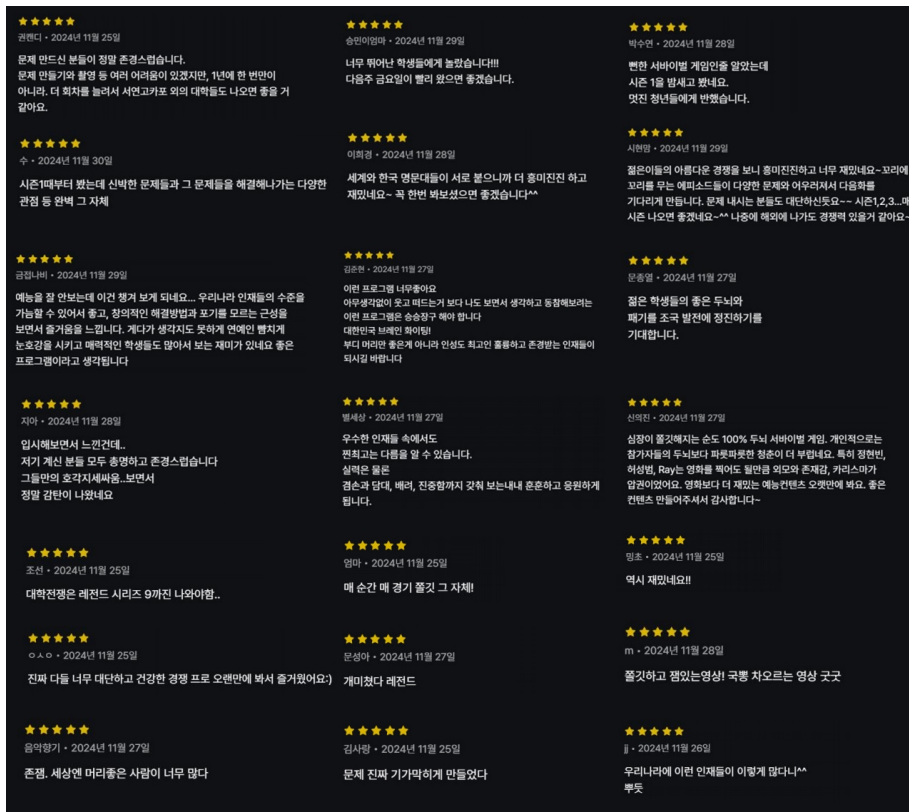 ★★★★★
권캔디 • 2024년 11월 25일
문제 만드신 분들이 정말 존경스럽습니다.
문제 만들기와 촬영 등 여러 어려움이 있겠지만, 1년에 한 번만이
아니라. 더 회차를 늘려서 서연고카포 외의 대학들도 나오면 좋을 거
같아요.
★★★★★
승민이엄마 • 2024년 11월 29일
너무 뛰어난 학생들에게 놀랐습니다!!!
다음주 금요일이 빨리 왔으면 좋겠습니다.
★★★★★
박수연 • 2024년 11월 28일
뻔한 서바이벌 게임인줄 알았는데
시즌 1을 밤새고 봤네요.
멋진 청년들에게 반했습니다.
★★★★★
수 • 2024년 11월 30일
시즌1때부터 봤는데 신박한 문제들과 그 문제들을 해결해나가는 다양한
관점 등 완벽 그 자체
★★★★★
이희경 • 2024년 11월 28일
세계와 한국 명문대들이 서로 붙으니까 더 흥미진진 하고
재밌네요~ 꼭 한번 봐보셨으면 좋겠습니다^^
★★★★★
시현맘 • 2024년 11월 29일
젊은이들의 아름다운 경쟁을 보니 흥미진진하고 너무 재밌네요~꼬리에
꼬리를 무는 에피소드들이 다양한 문제와 어우러져서 다음화를
기다리게 만듭니다. 문제 내시는 분들도 대단하신듯요~~ 시즌1,2,3...매
시즌 나오면 좋겠네요~^^ 나중에 해외에 나가도 경쟁력 있을거 같아요~
★★★★★
금접나비 • 2024년 11월 29일
예능을 잘 안보는데 이건 챙겨 보게 되네요... 우리나라 인재들의 수준을
가늠할 수 있어서 좋고, 창의적인 해결방법과 포기를 모르는 근성을
보면서 즐거움을 느낍니다. 게다가 생각지도 못하게 연예인 뺨치게
눈호강을 시키고 매력적인 학생들도 많아서 보는 재미가 있네요 좋은
프로그램이라고 생각됩니다
★★★★★
김준현 • 2024년 11월 27일
이런 프로그램 너무좋아요
아무생각없이 웃고 떠드는거 보다 나도 보면서 생각하고 동참해보려는
이런 프로그램은 승승장구 해야 합니다
대한민국 브레인 화이팅!
부디 머리만 좋은게 아니라 인성도 최고인 훌륭하고 존경받는 인재들이
되시길 바랍니다
★★★★★
문종열 • 2024년 11월 27일
젊은 학생들의 좋은 두뇌와
패기를 조국 발전에 정진하기를
기대합니다.
★★★★★
지아 • 2024년 11월 28일
입시해보면서 느낀건데..
저기 계신 분들 모두 총명하고 존경스럽습니다
그들만의 호각지세싸움..보면서
정말 감탄이 나왔네요
★★★★★
별세상 • 2024년 11월 27일
우수한 인재들 속에서도
찐최고는 다름을 알 수 있습니다.
실력은 물론
겸손과 담대, 배려, 진중함까지 갖춰 보는내내 훈훈하고 응원하게
됩니다.
★★★★★
신의진 • 2024년 11월 27일
심장이 쫄깃해지는 순도 100% 두뇌 서바이벌 게임. 개인적으로는
참가자들의 두뇌보다 파릇파릇한 청춘이 더 부럽네요. 특히 정현빈,
허성범, Ray는 영화를 찍어도 될만큼 외모와 존재감, 카리스마가
압권이었어요. 영화보다 더 재밌는 예능컨텐츠 오랫만에 봐요. 좋은
컨텐츠 만들어주셔서 감사합니다~
★★★★★
조선 • 2024년 11월 25일
대학전쟁은 레전드 시리즈 9까진 나와야함..
★★★★★
엄마 • 2024년 11월 25일
매 순간 매 경기 쫄깃 그 자체!
★★★★★
밍초 • 2024년 11월 25일
역시 재밌네요!!
★★★★★
ㅇㅅㅇ • 2024년 11월 25일
진짜 다들 너무 대단하고 건강한 경쟁 프로 오랜만에 봐서 즐거웠어요:)
★★★★★
문성아 • 2024년 11월 27일
개미쳤다 레전드
★★★★★
m • 2024년 11월 28일
쫄깃하고 잼있는영상! 국뽕 차오르는 영상 굿굿
★★★★★
음악향기 • 2024년 11월 27일
존잼. 세상엔 머리좋은 사람이 너무 많다
★★★★★
김사랑 • 2024년 11월 25일
문제 진짜 기가막히게 만들었다
★★★★★
jj • 2024년 11월 26일
우리나라에 이런 인재들이 이렇게 많다니^^
뿌듯